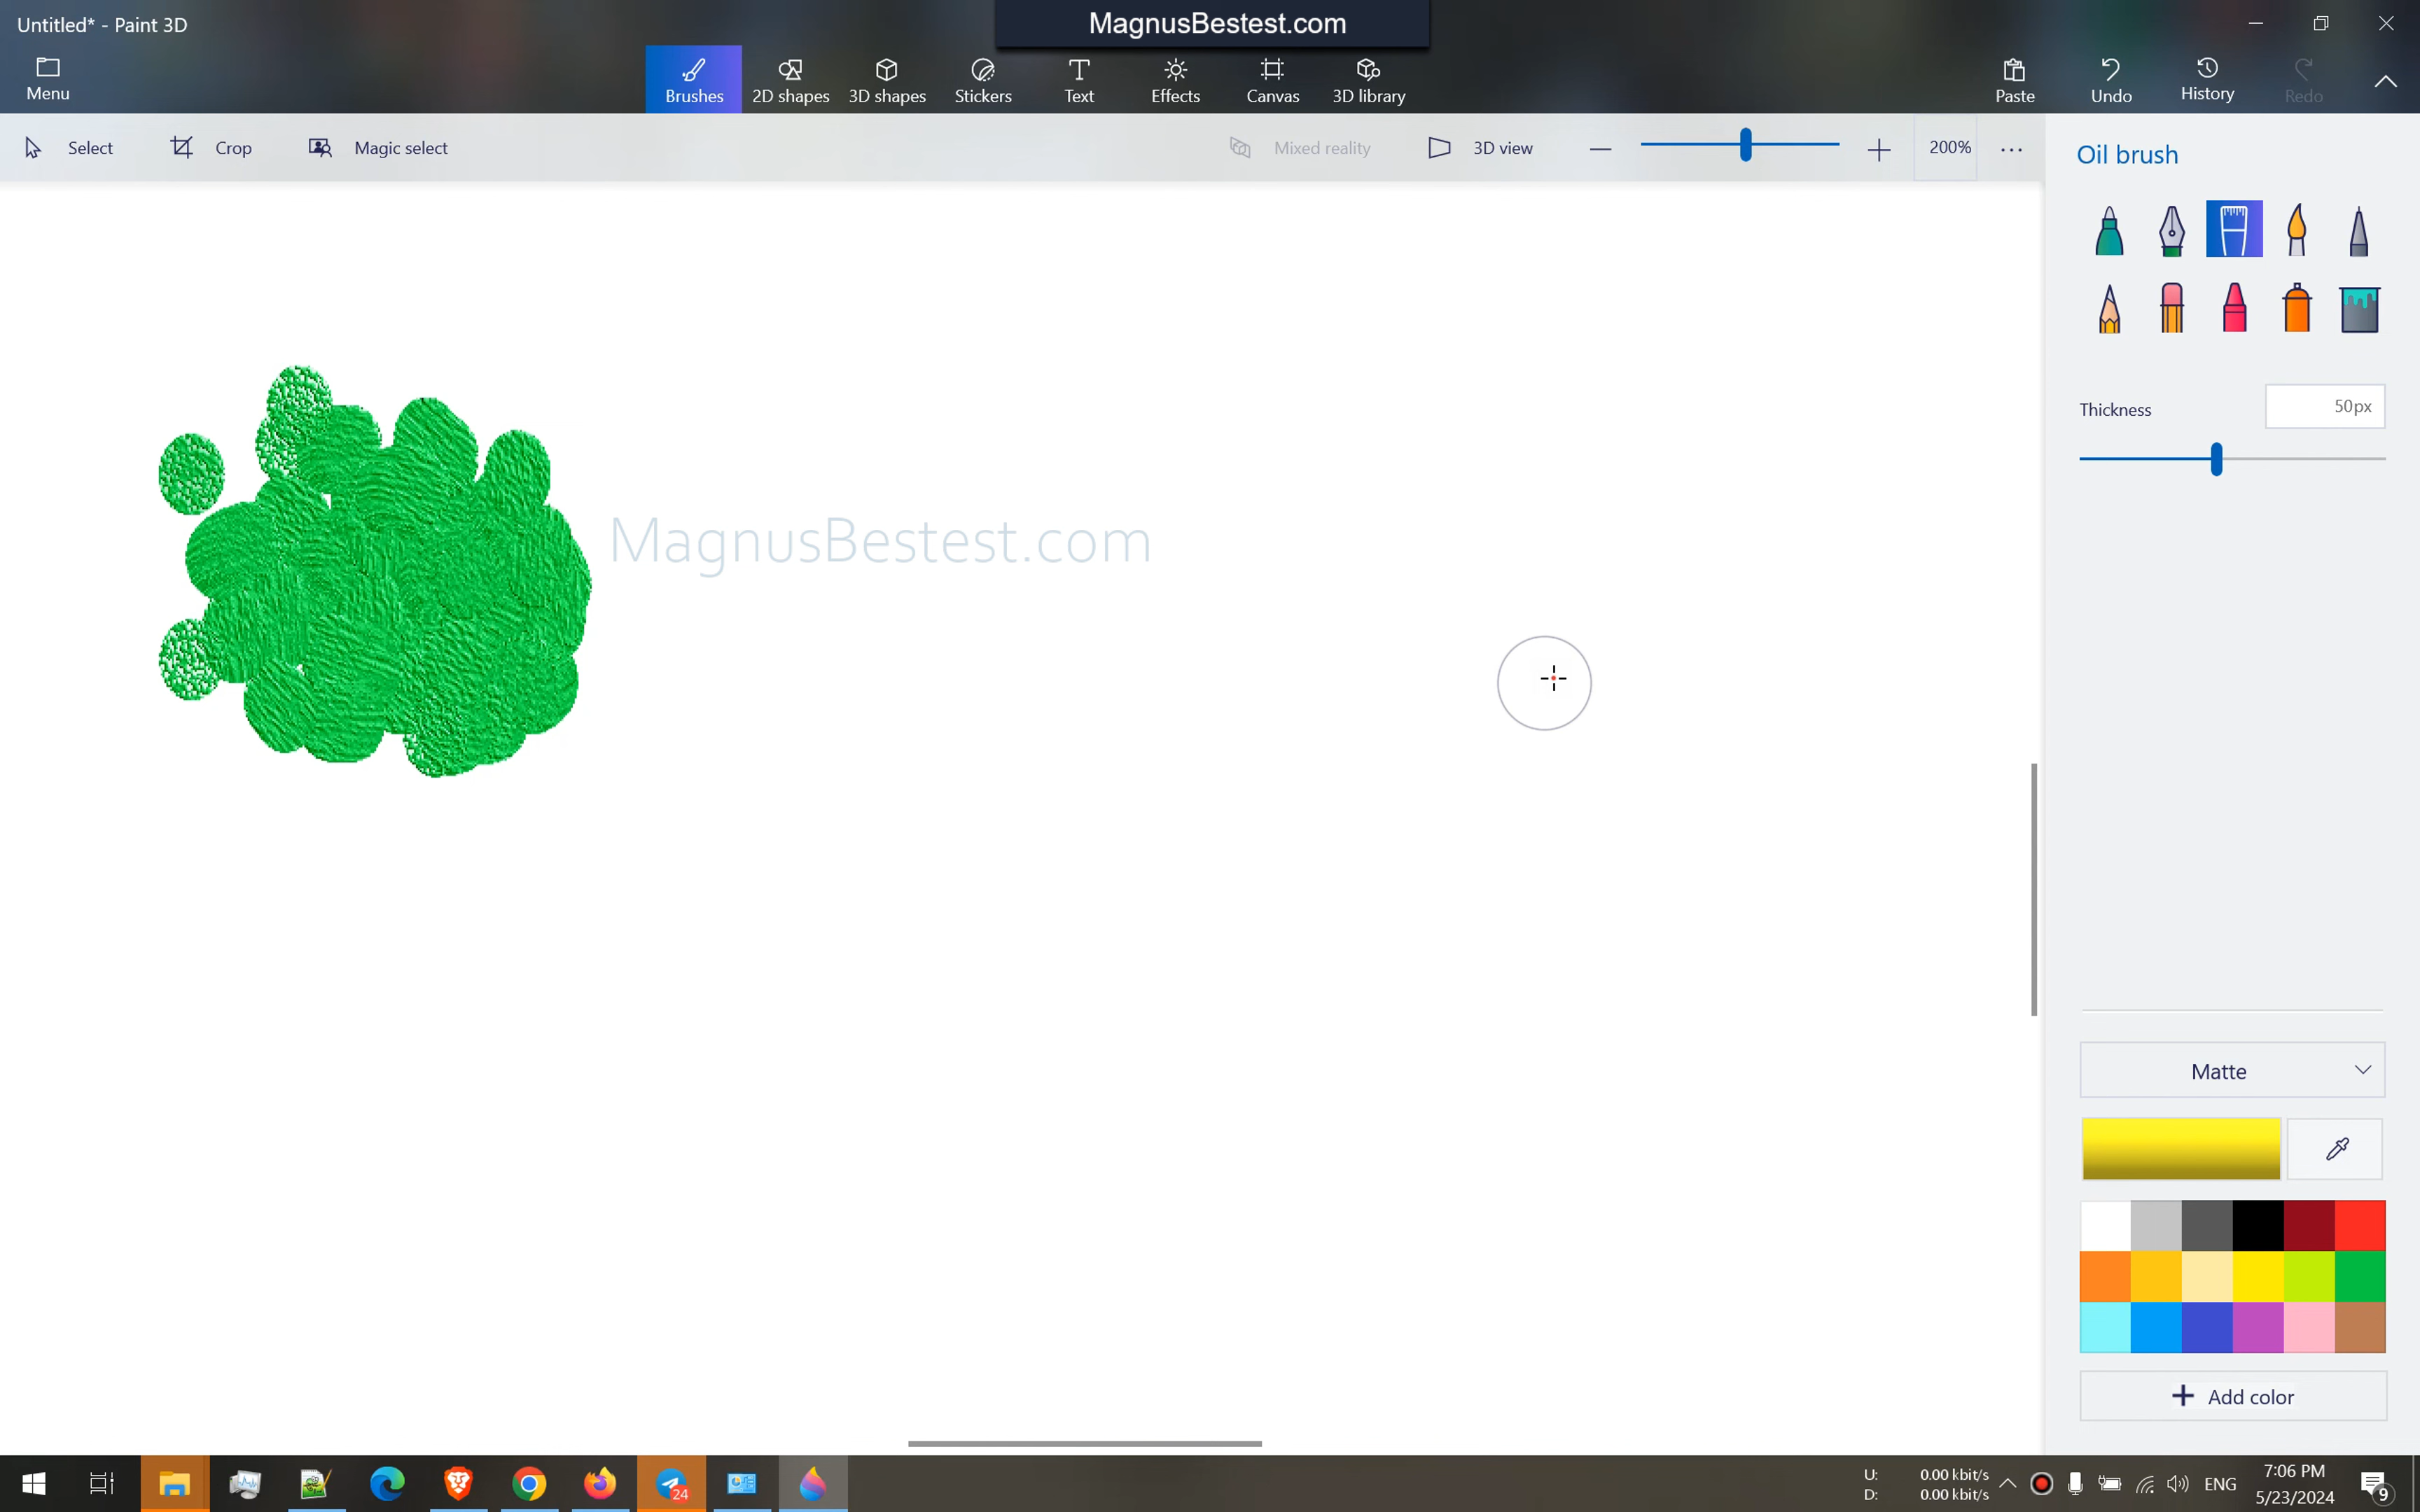 Untitled* - Paint 3D
MagnusBestest.com
Menu
Brushes
2D shapes
3D shapes
Stickers
Text
Effects
Canvas
3D library
Paste
Undo
History
Redo
Select
Crop
Magic select
Mixed reality
3D view
200%
Oil brush
Thickness
50px
MagnusBestest.com
Matte
Add color
24
U: 0.00 kbit/s
D: 0.00 kbit/s
ENG
7:06 PM
5/23/2024
9